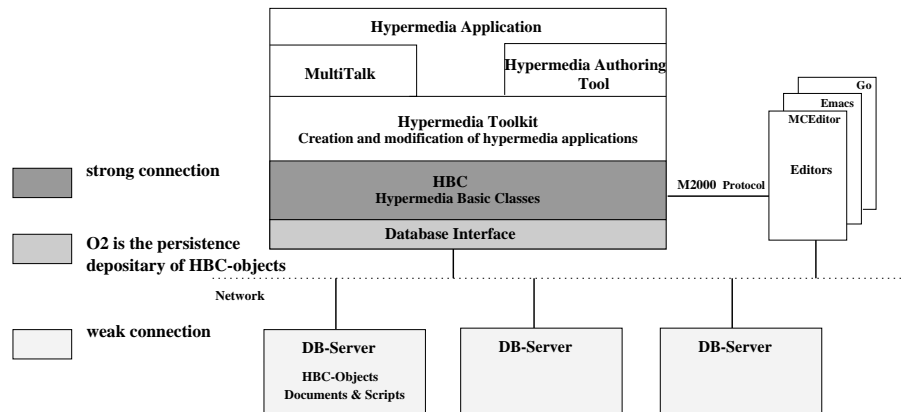 Hypermedia Application
MultiTalk
Hypermedia Authoring
Tool
Hypermedia Toolkit
Creation and modification of hypermedia applications
HBC
Hypermedia Basic Classes
Database Interface
M2000 Protocol
Go
Emacs
MCEditor
Editors
strong connection
O2 is the persistence
depositary of HBC-objects
weak connection
Network
DB-Server
HBC-Objects
Documents & Scripts
DB-Server
DB-Server